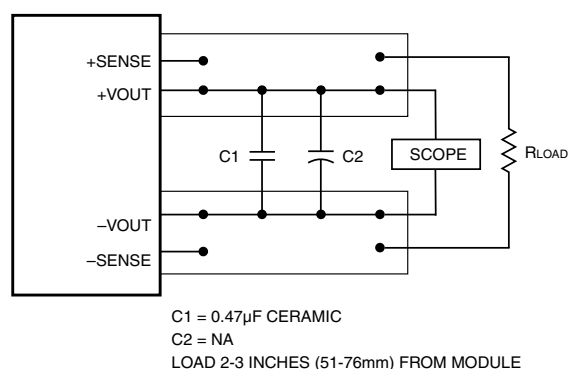 +SENSE
+VOUT
C1
C2
SCOPE
RLOAD
–VOUT
–SENSE
C1 = 0.47µF CERAMIC
C2 = NA
LOAD 2-3 INCHES (51-76mm) FROM MODULE